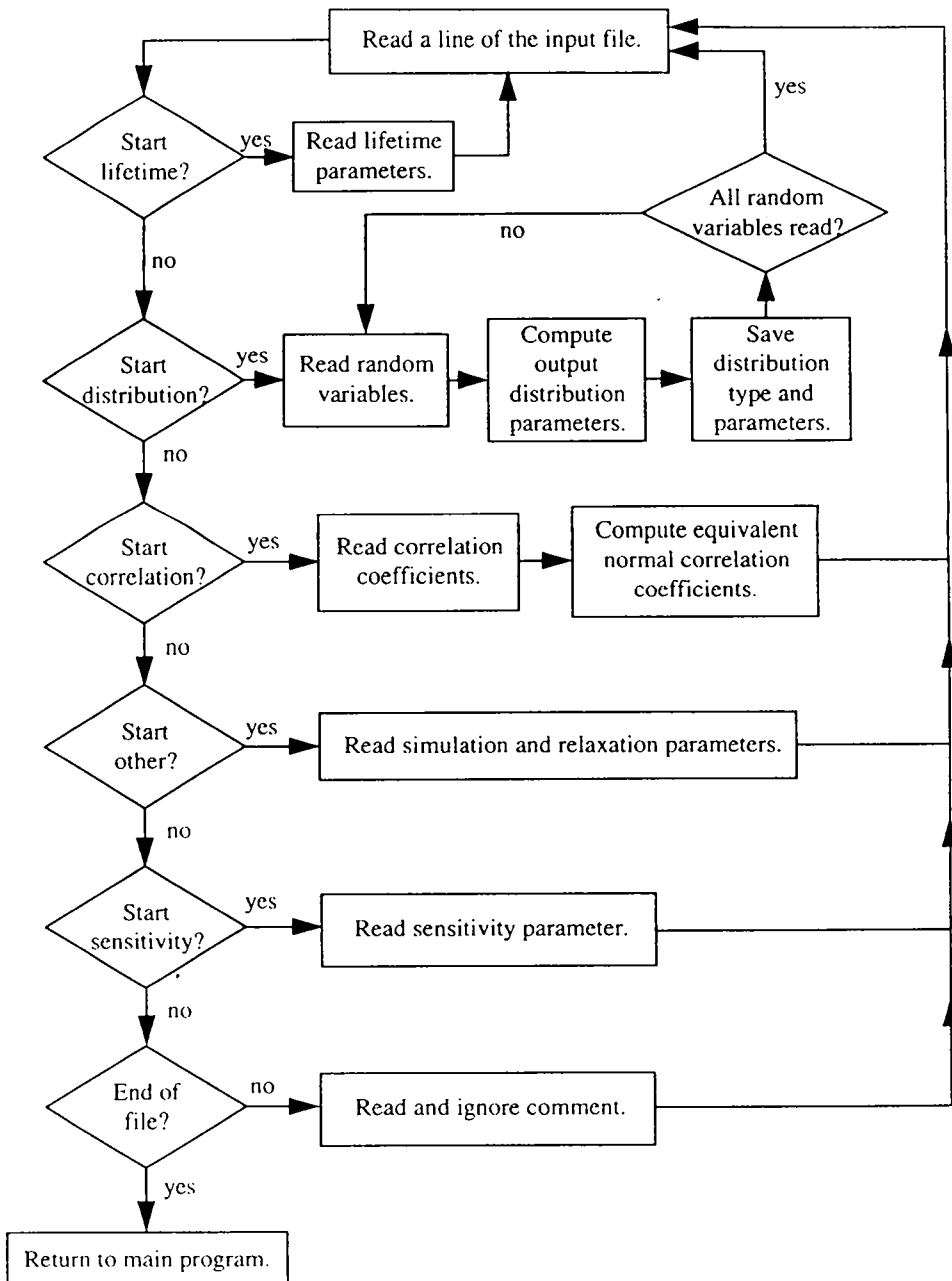 Read a line of the input file.
yes
Start
lifetime?
yes
Read lifetime
parameters.
All random
variables read?
no
no
Start
distribution?
yes
Read random
variables.
Compute
output
distribution
parameters.
Save
distribution
type and
parameters.
no
Start
correlation?
yes
Read correlation
coefficients.
Compute equivalent
normal correlation
coefficients.
no
Start
other?
yes
Read simulation and relaxation parameters.
no
Start
sensitivity?
yes
Read sensitivity parameter.
no
End of
file?
no
Read and ignore comment.
yes
Return to main program.